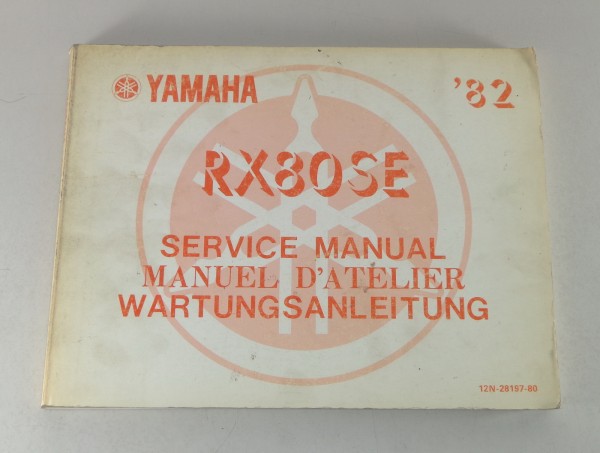 YAMAHA '82
RX80SE
SERVICE MANUAL
MANUEL D'ATELIER
WARTUNGSANLEITUNG
12N-28197-80